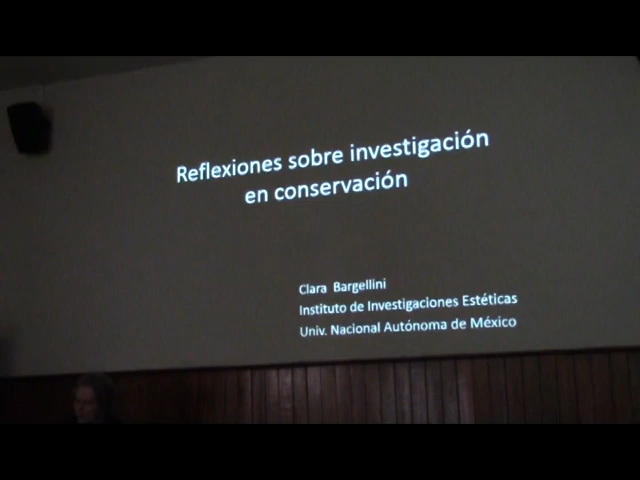 Reflexiones sobre investigación
en conservación
Clara Bargellini
Instituto de Investigaciones Estéticas
Univ. Nacional Autónoma de México